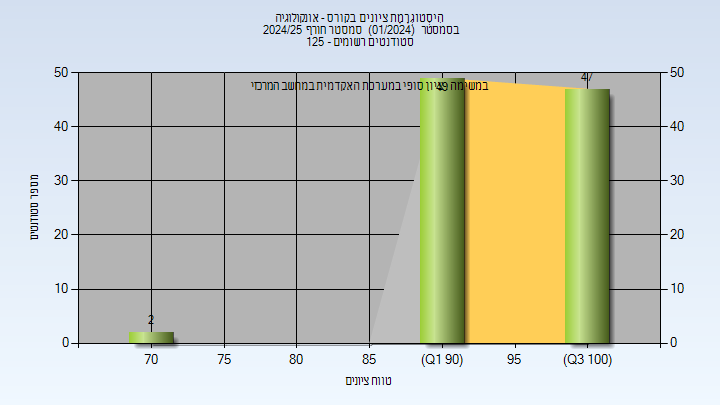 היסטוגרמת ציונים בקורס - אונקולוגיה
בסמסטר (01/2024) סמסטר חורף 2024/25
סטודנטים רשומים - 125
במשימה ציון סופי במערכת האקדמית במחשב המרכזי
50 50
40 40
30 30
20 20
10 10
0 0
2
49
47
70 75 80 85 (Q1 90) 95 (Q3 100)
מספר סטודנטים
טווח ציונים